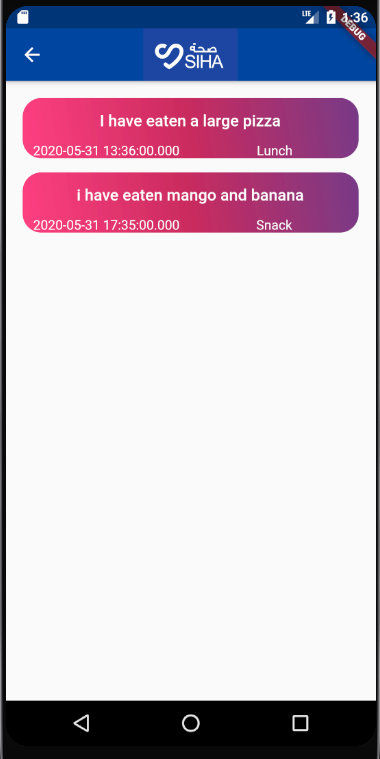 LTE 1:36
DEBUG
صحة
SIHA
I have eaten a large pizza
2020-05-31 13:36:00.000 Lunch
i have eaten mango and banana
2020-05-31 17:35:00.000 Snack